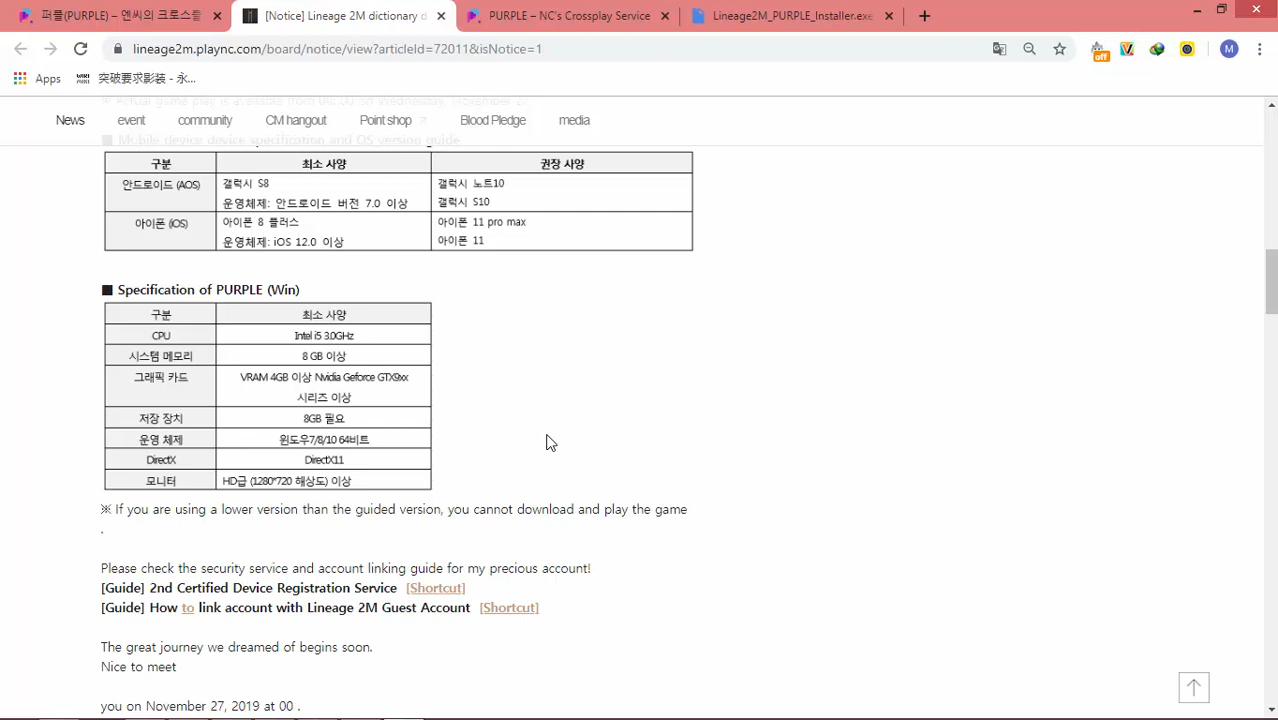 퍼플(PURPLE) – 엔씨의 크로스플
[Notice] Lineage 2M dictionary d
PURPLE – NC's Crossplay Service
Lineage2M_PURPLE_Installer.exe
lineage2m.plaync.com/board/notice/view?articleId=72011&isNotice=1
off
M
Apps
突破要求影装 - 永...
News event community CM hangout Point shop Blood Pledge media
■ Mobile device device specification and OS version guide
구분 최소 사양 권장 사양
안드로이드 (AOS) 갤럭시 S8 갤럭시 노트10
운영체제: 안드로이드 버전 7.0 이상 갤럭시 S10
아이폰 (iOS) 아이폰 8 플러스 아이폰 11 pro max
운영체제: iOS 12.0 이상 아이폰 11
■ Specification of PURPLE (Win)
구분 최소 사양
CPU Intel i5 3.0GHz
시스템 메모리 8 GB 이상
그래픽 카드 VRAM 4GB 이상 Nvidia Geforce GTX9xx
시리즈 이상
저장 장치 8GB 필요
운영 체제 윈도우7/8/10 64비트
DirectX DirectX11
모니터 HD급 (1280*720 해상도) 이상
※ If you are using a lower version than the guided version, you cannot download and play the game
.
Please check the security service and account linking guide for my precious account!
[Guide] 2nd Certified Device Registration Service [Shortcut]
[Guide] How to link account with Lineage 2M Guest Account [Shortcut]
The great journey we dreamed of begins soon.
Nice to meet
you on November 27, 2019 at 00 .